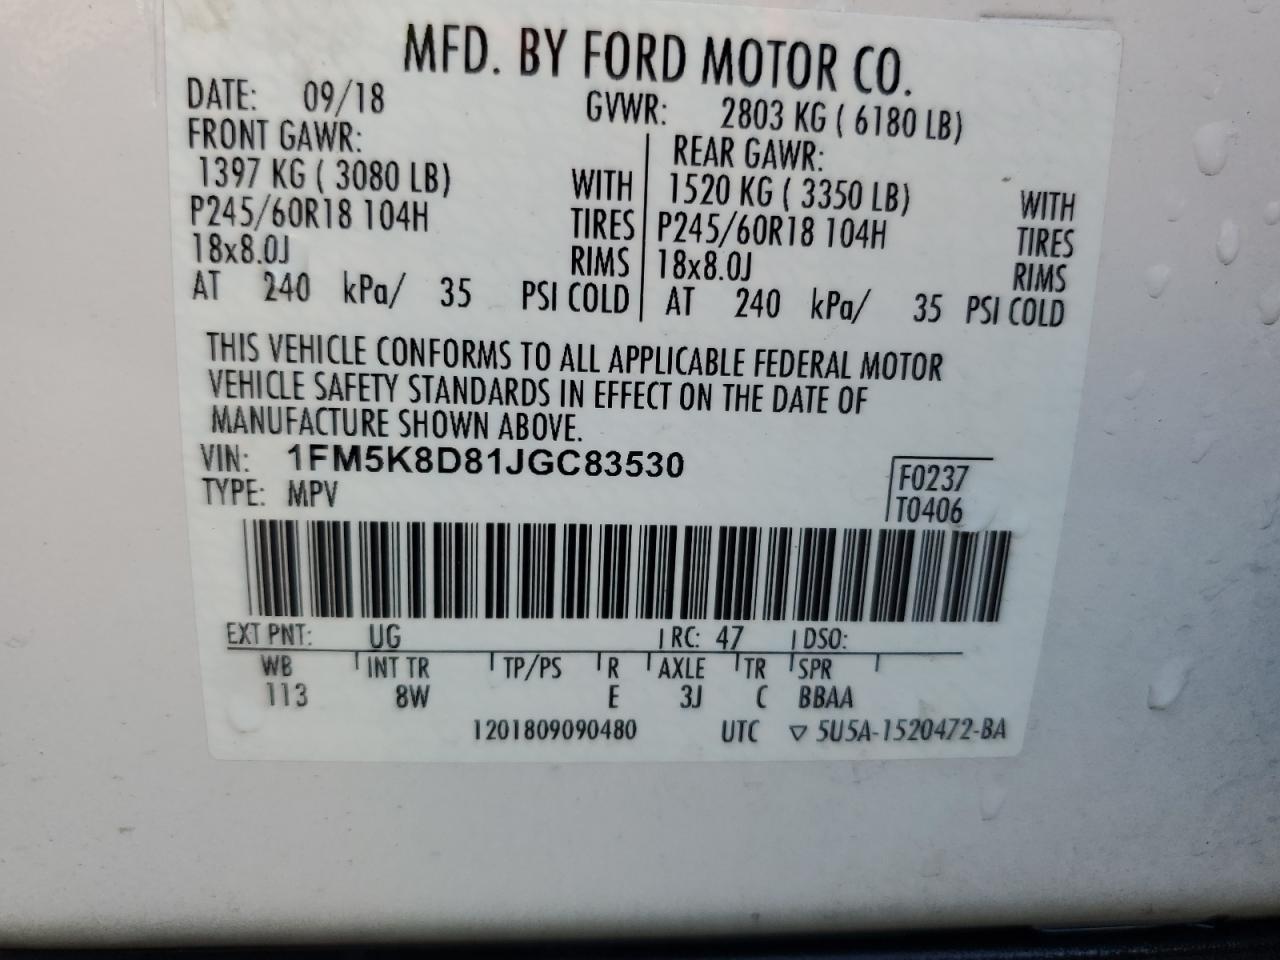 MFD. BY FORD MOTOR CO.
DATE: 09/18
GVWR: 2803 KG ( 6180 LB)
FRONT GAWR:
1397 KG ( 3080 LB) WITH
P245/60R18 104H TIRES
18x8.0J RIMS
AT 240 kPa/ 35 PSI COLD
REAR GAWR:
1520 KG ( 3350 LB) WITH
P245/60R18 104H TIRES
18x8.0J RIMS
AT 240 kPa/ 35 PSI COLD
THIS VEHICLE CONFORMS TO ALL APPLICABLE FEDERAL MOTOR
VEHICLE SAFETY STANDARDS IN EFFECT ON THE DATE OF
MANUFACTURE SHOWN ABOVE.
VIN: 1FM5K8D81JGC83530
TYPE: MPV
F0237
T0406
EXT PNT: UG RC: 47 DSO:
WB INT TR TP/PS R AXLE TR SPR
113 8W E 3J C BBAA
1201809090480 UTC ▽ 5U5A-1520472-BA